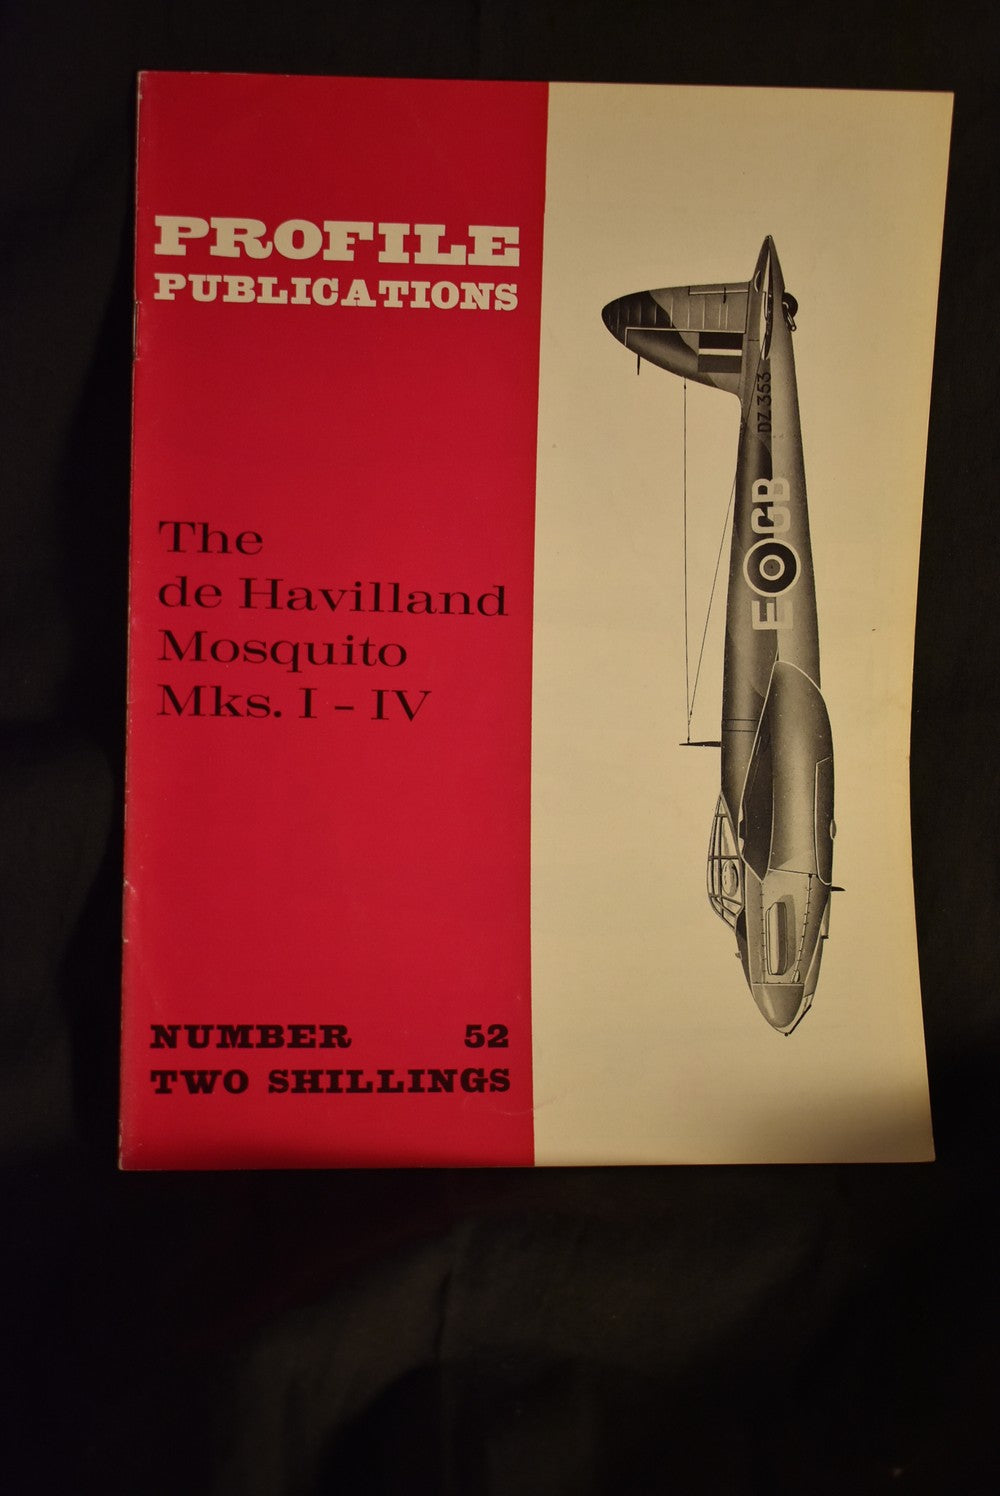 PROFILE
PUBLICATIONS
The
de Havilland
Mosquito
Mks. I - IV
NUMBER 52
TWO SHILLINGS
DZ 353
GB
E